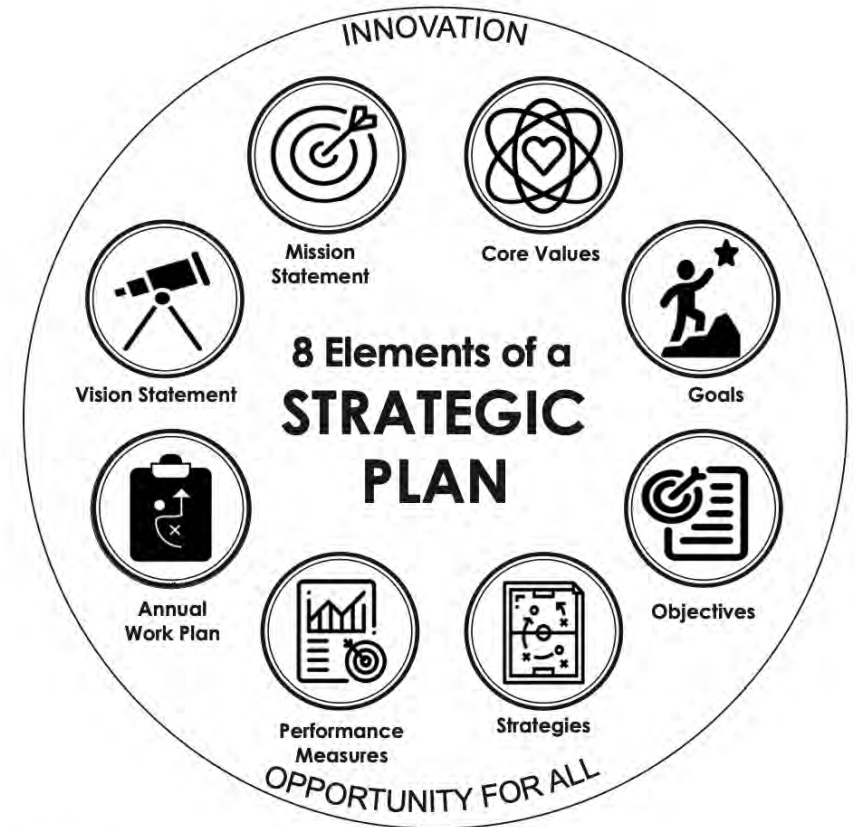 INNOVATION
Mission
Statement
Core Values
Vision Statement
Goals
8 Elements of a
STRATEGIC
PLAN
Annual
Work Plan
Objectives
Performance
Measures
Strategies
OPPORTUNITY FOR ALL